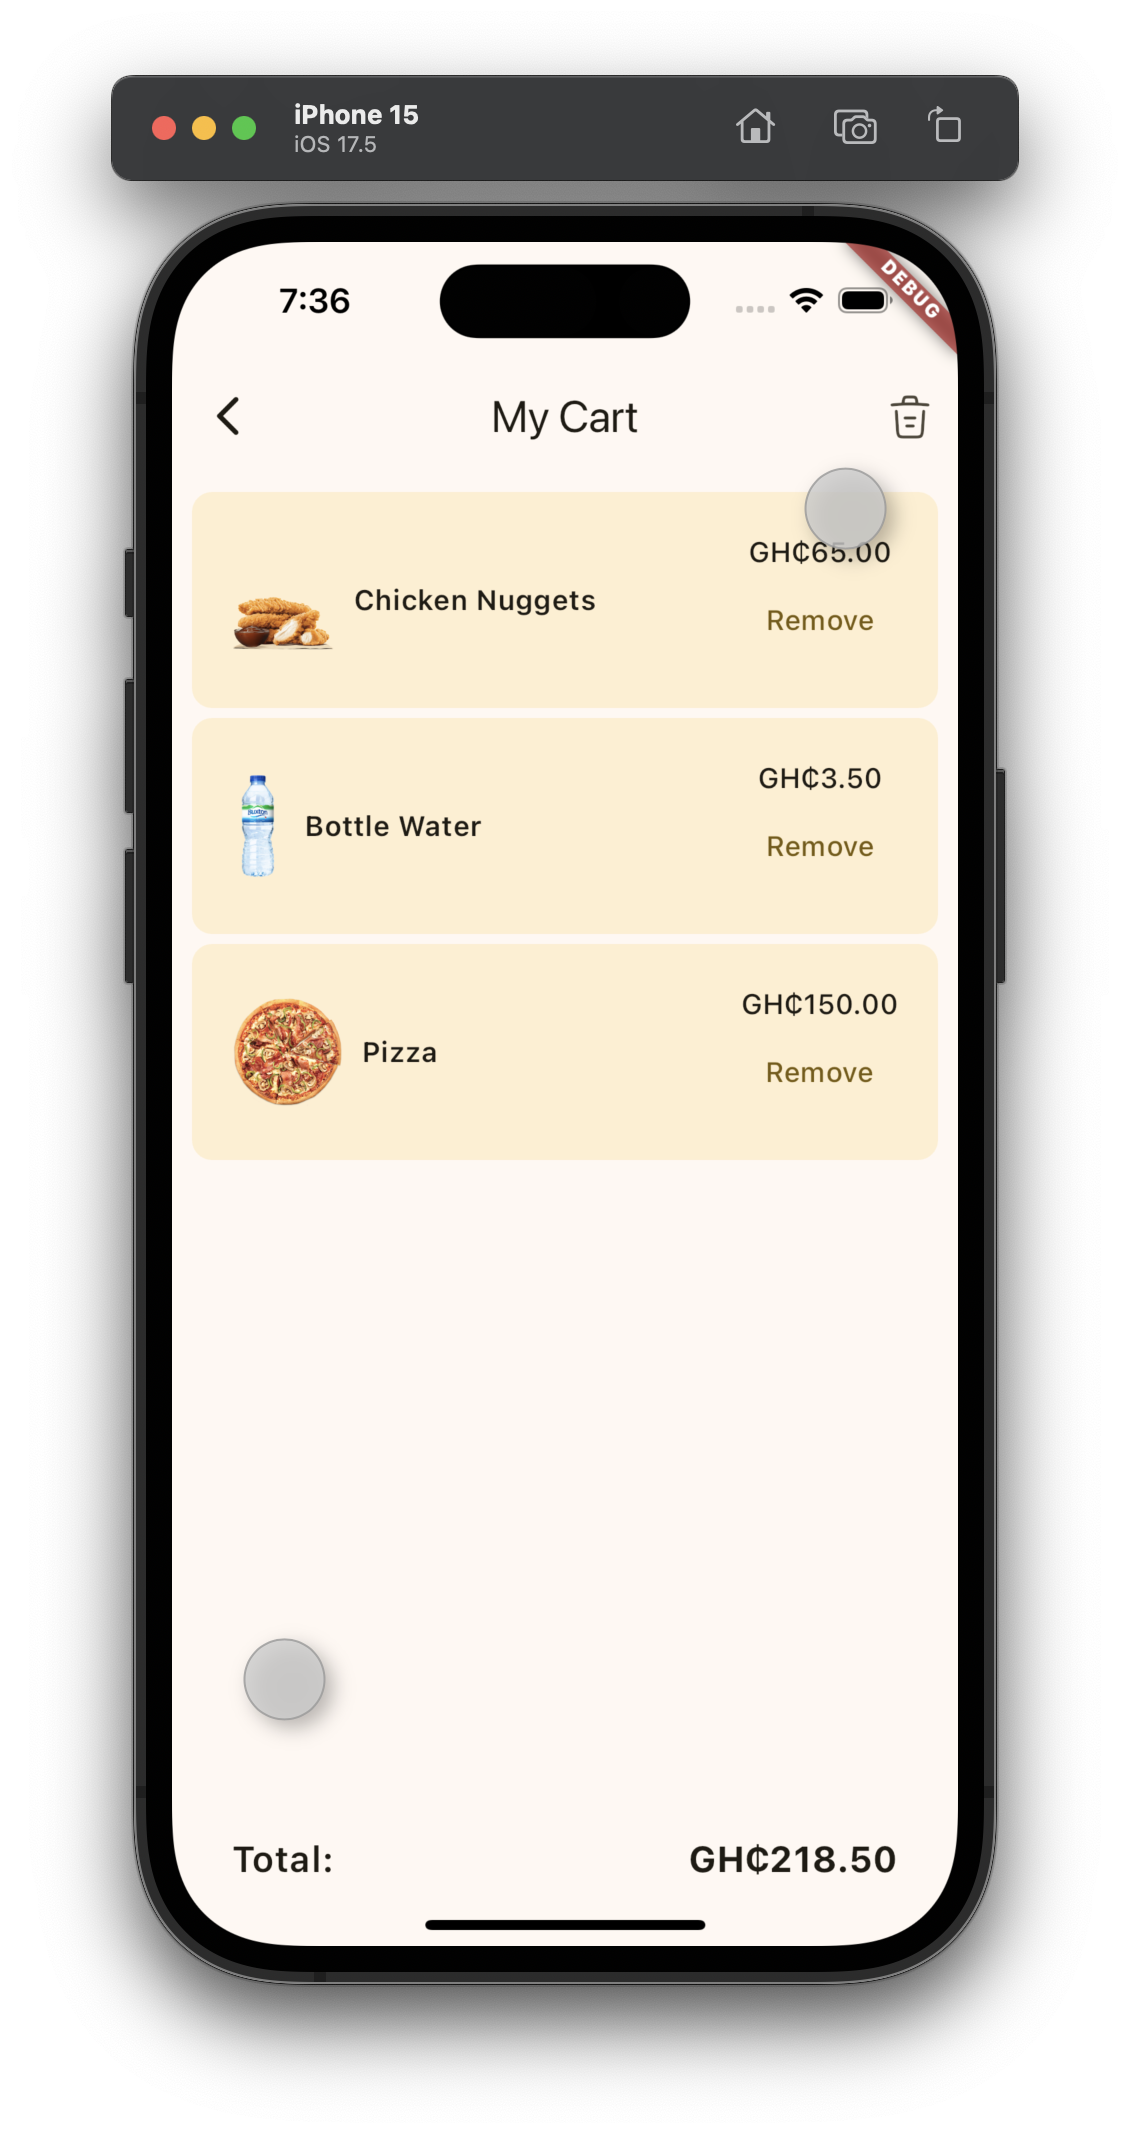 iPhone 15
iOS 17.5
7:36
DEBUG
My Cart
GH₵65.00
Chicken Nuggets
Remove
GH₵3.50
Bottle Water
Remove
GH₵150.00
Pizza
Remove
Total:
GH₵218.50